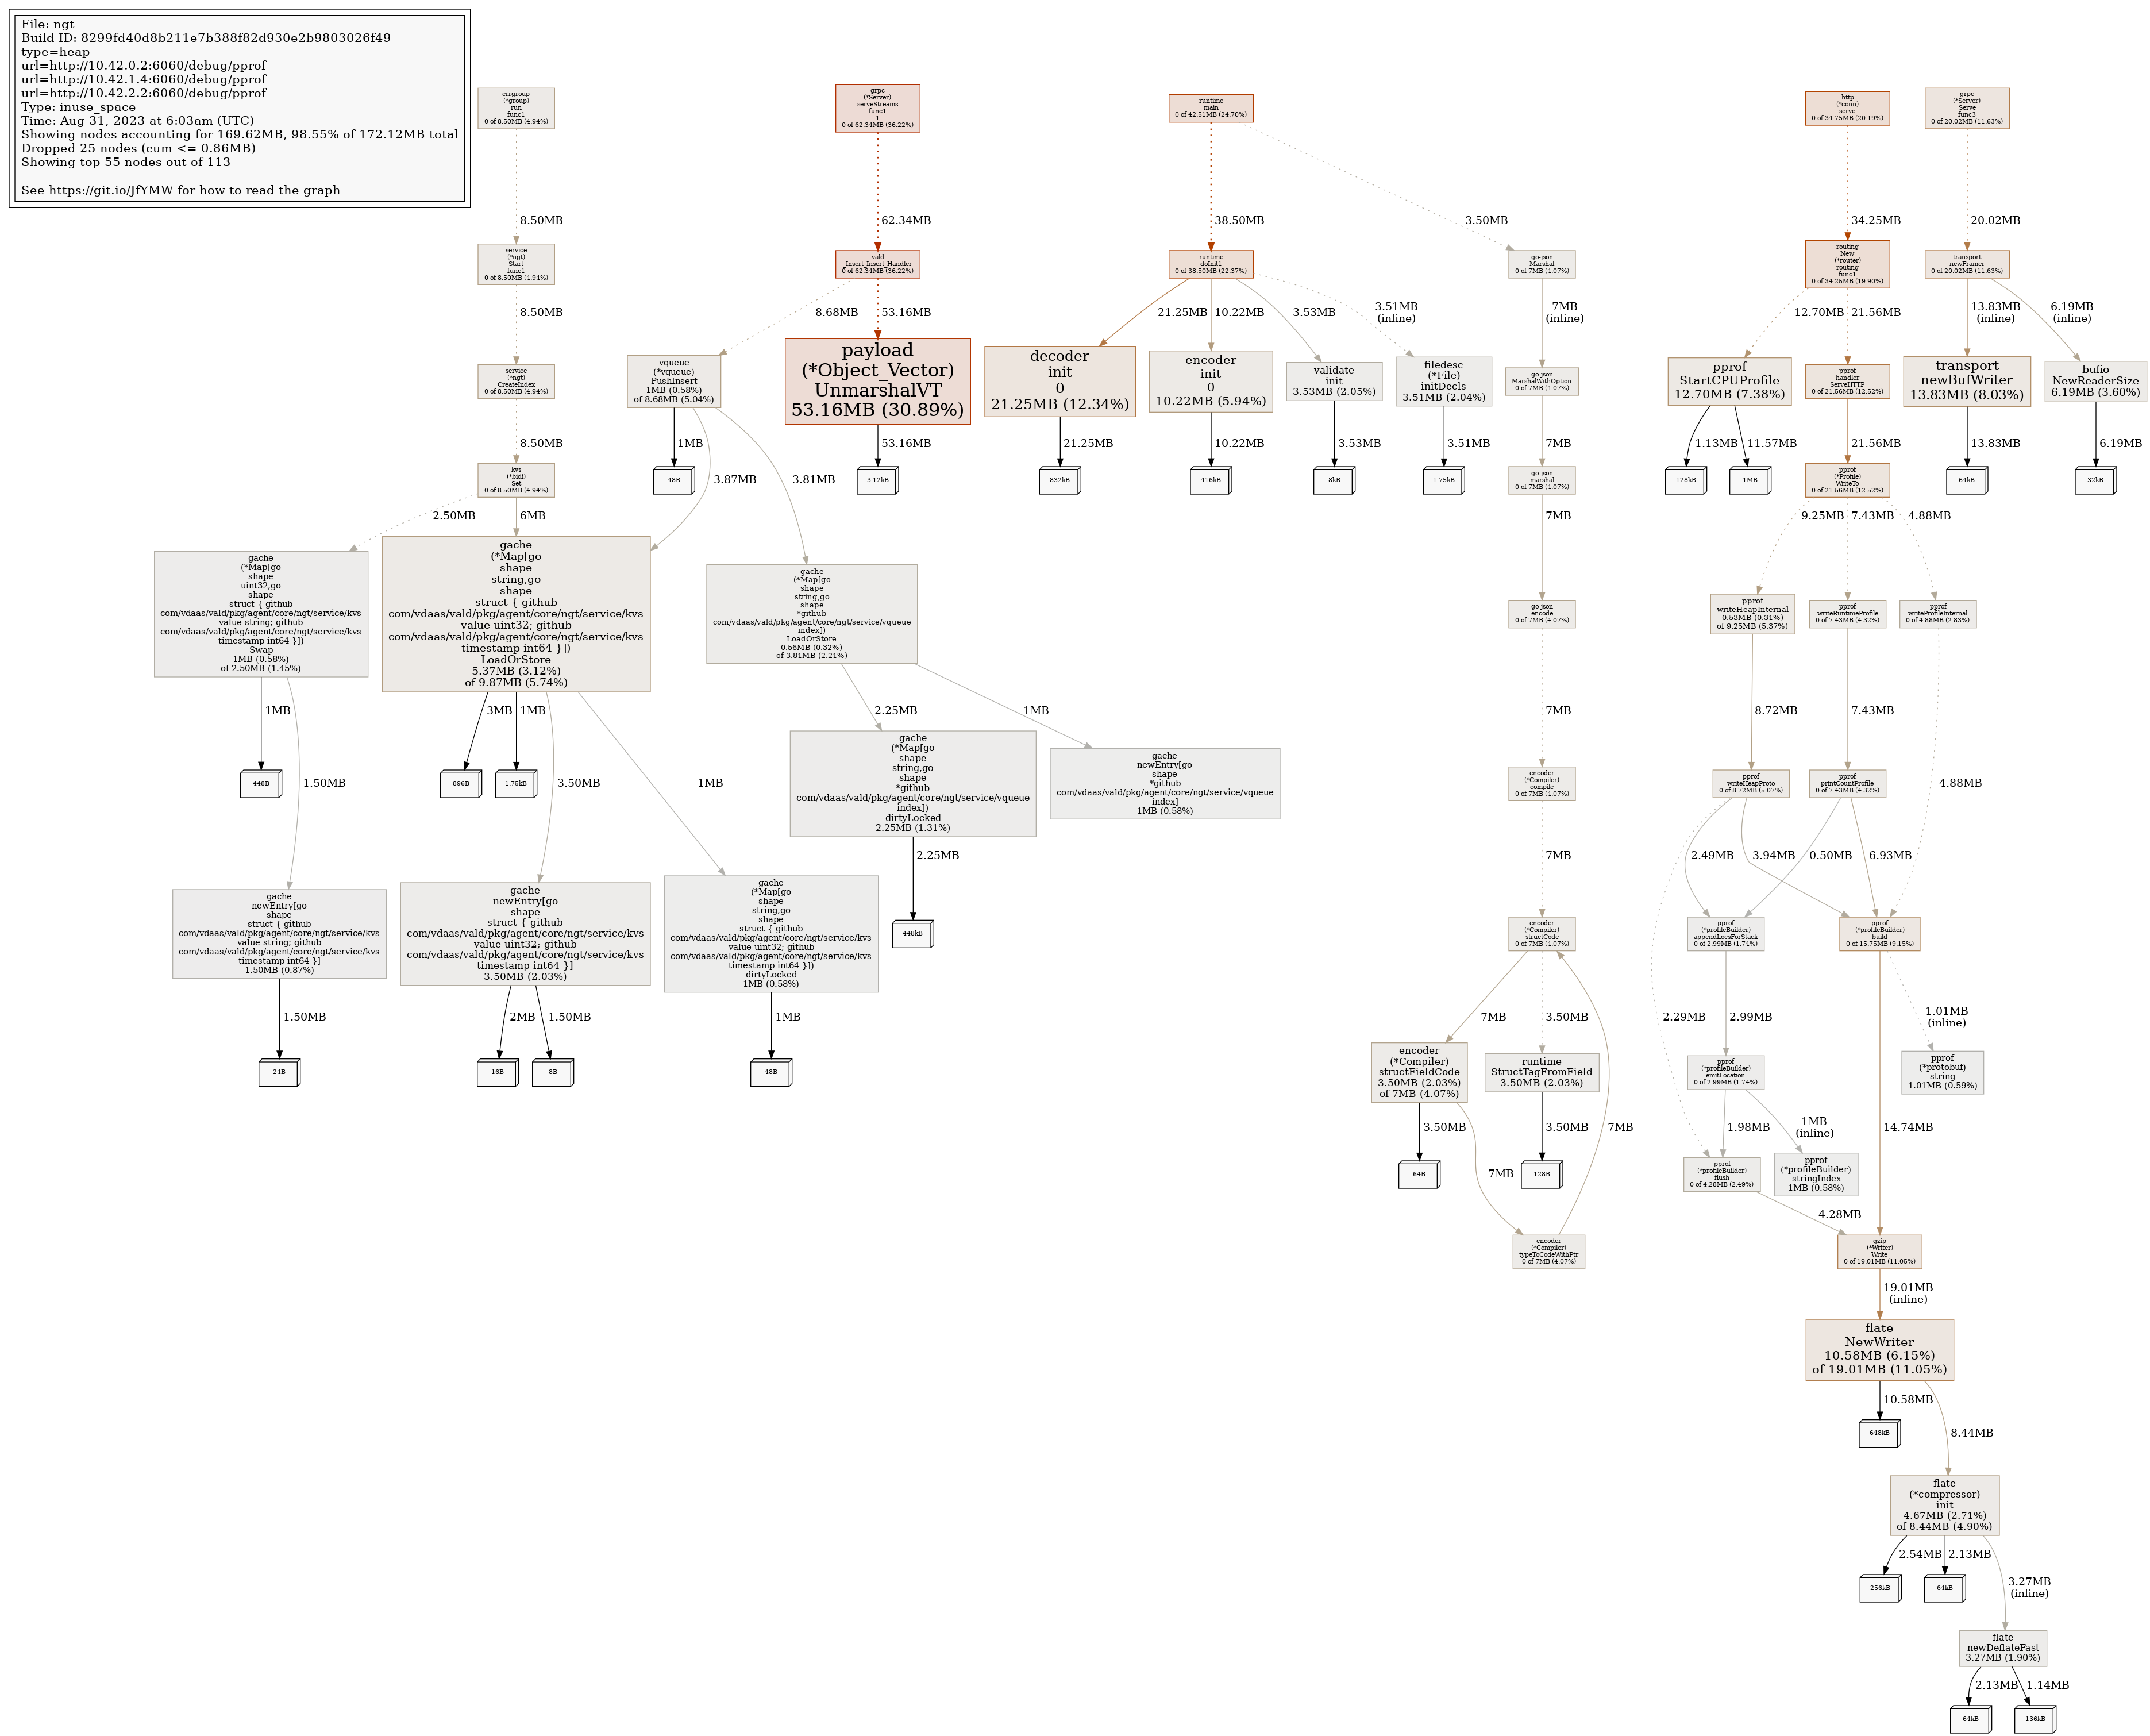 File: ngt
Build ID: 8299fd40d8b211e7b388f82d930e2b9803026f49
type=heap
url=http://10.42.0.2:6060/debug/pprof
url=http://10.42.1.4:6060/debug/pprof
url=http://10.42.2.2:6060/debug/pprof
Type: inuse_space
Time: Aug 31, 2023 at 6:03am (UTC)
Showing nodes accounting for 169.62MB, 98.55% of 172.12MB total
Dropped 25 nodes (cum <= 0.86MB)
Showing top 55 nodes out of 113
See https://git.io/JfYMW for how to read the graph
errgroup
(*group)
run
func1
0 of 8.50MB (4.94%)
8.50MB
service
(*ngt)
Start
func1
0 of 8.50MB (4.94%)
8.50MB
service
(*ngt)
CreateIndex
0 of 8.50MB (4.94%)
8.50MB
kvs
(*bidi)
Set
0 of 8.50MB (4.94%)
2.50MB
6MB
gache
(*Map[go
shape
uint32,go
shape
struct { github
com/vdaas/vald/pkg/agent/core/ngt/service/kvs
value string; github
com/vdaas/vald/pkg/agent/core/ngt/service/kvs
timestamp int64 }])
Swap
1MB (0.58%)
of 2.50MB (1.45%)
1MB
448B
1.50MB
gache
newEntry[go
shape
struct { github
com/vdaas/vald/pkg/agent/core/ngt/service/kvs
value string; github
com/vdaas/vald/pkg/agent/core/ngt/service/kvs
timestamp int64 }]
1.50MB (0.87%)
1.50MB
24B
gache
(*Map[go
shape
string,go
shape
struct { github
com/vdaas/vald/pkg/agent/core/ngt/service/kvs
value uint32; github
com/vdaas/vald/pkg/agent/core/ngt/service/kvs
timestamp int64 }])
LoadOrStore
5.37MB (3.12%)
of 9.87MB (5.74%)
3MB
896B
1MB
1.75kB
3.50MB
1MB
gache
newEntry[go
shape
struct { github
com/vdaas/vald/pkg/agent/core/ngt/service/kvs
value uint32; github
com/vdaas/vald/pkg/agent/core/ngt/service/kvs
timestamp int64 }]
3.50MB (2.03%)
2MB
16B
1.50MB
8B
gache
(*Map[go
shape
string,go
shape
struct { github
com/vdaas/vald/pkg/agent/core/ngt/service/kvs
value uint32; github
com/vdaas/vald/pkg/agent/core/ngt/service/kvs
timestamp int64 }])
dirtyLocked
1MB (0.58%)
1MB
48B
grpc
(*Server)
serveStreams
func1
1
0 of 62.34MB (36.22%)
62.34MB
vald
_Insert_Insert_Handler
0 of 62.34MB (36.22%)
8.68MB
53.16MB
vqueue
(*vqueue)
PushInsert
1MB (0.58%)
of 8.68MB (5.04%)
1MB
48B
3.87MB
3.81MB
payload
(*Object_Vector)
UnmarshalVT
53.16MB (30.89%)
53.16MB
3.12kB
gache
(*Map[go
shape
string,go
shape
*github
com/vdaas/vald/pkg/agent/core/ngt/service/vqueue
index])
LoadOrStore
0.56MB (0.32%)
of 3.81MB (2.21%)
2.25MB
1MB
gache
(*Map[go
shape
string,go
shape
*github
com/vdaas/vald/pkg/agent/core/ngt/service/vqueue
index])
dirtyLocked
2.25MB (1.31%)
2.25MB
448kB
gache
newEntry[go
shape
*github
com/vdaas/vald/pkg/agent/core/ngt/service/vqueue
index]
1MB (0.58%)
runtime
main
0 of 42.51MB (24.70%)
38.50MB
3.50MB
runtime
doInit1
0 of 38.50MB (22.37%)
21.25MB
10.22MB
3.53MB
3.51MB
(inline)
decoder
init
0
21.25MB (12.34%)
21.25MB
832kB
encoder
init
0
10.22MB (5.94%)
10.22MB
416kB
validate
init
3.53MB (2.05%)
3.53MB
8kB
filedesc
(*File)
initDecls
3.51MB (2.04%)
3.51MB
1.75kB
go-json
Marshal
0 of 7MB (4.07%)
7MB
(inline)
go-json
MarshalWithOption
0 of 7MB (4.07%)
7MB
go-json
marshal
0 of 7MB (4.07%)
7MB
go-json
encode
0 of 7MB (4.07%)
7MB
encoder
(*Compiler)
compile
0 of 7MB (4.07%)
7MB
encoder
(*Compiler)
structCode
0 of 7MB (4.07%)
7MB
3.50MB
7MB
encoder
(*Compiler)
structFieldCode
3.50MB (2.03%)
of 7MB (4.07%)
3.50MB
64B
7MB
runtime
StructTagFromField
3.50MB (2.03%)
3.50MB
128B
encoder
(*Compiler)
typeToCodeWithPtr
0 of 7MB (4.07%)
http
(*conn)
serve
0 of 34.75MB (20.19%)
34.25MB
routing
New
(*router)
routing
func1
0 of 34.25MB (19.90%)
12.70MB
21.56MB
pprof
StartCPUProfile
12.70MB (7.38%)
1.13MB
128kB
11.57MB
1MB
pprof
handler
ServeHTTP
0 of 21.56MB (12.52%)
21.56MB
pprof
(*Profile)
WriteTo
0 of 21.56MB (12.52%)
9.25MB
7.43MB
4.88MB
pprof
writeHeapInternal
0.53MB (0.31%)
of 9.25MB (5.37%)
8.72MB
pprof
writeRuntimeProfile
0 of 7.43MB (4.32%)
7.43MB
pprof
writeProfileInternal
0 of 4.88MB (2.83%)
4.88MB
pprof
writeHeapProto
0 of 8.72MB (5.07%)
2.49MB
3.94MB
2.29MB
pprof
printCountProfile
0 of 7.43MB (4.32%)
0.50MB
6.93MB
pprof
(*profileBuilder)
appendLocsForStack
0 of 2.99MB (1.74%)
2.99MB
pprof
(*profileBuilder)
build
0 of 15.75MB (9.15%)
14.74MB
1.01MB
(inline)
pprof
(*protobuf)
string
1.01MB (0.59%)
pprof
(*profileBuilder)
emitLocation
0 of 2.99MB (1.74%)
1.98MB
1MB
(inline)
pprof
(*profileBuilder)
flush
0 of 4.28MB (2.49%)
4.28MB
pprof
(*profileBuilder)
stringIndex
1MB (0.58%)
gzip
(*Writer)
Write
0 of 19.01MB (11.05%)
19.01MB
(inline)
flate
NewWriter
10.58MB (6.15%)
of 19.01MB (11.05%)
10.58MB
648kB
8.44MB
flate
(*compressor)
init
4.67MB (2.71%)
of 8.44MB (4.90%)
2.54MB
256kB
2.13MB
64kB
3.27MB
(inline)
flate
newDeflateFast
3.27MB (1.90%)
2.13MB
64kB
1.14MB
136kB
grpc
(*Server)
Serve
func3
0 of 20.02MB (11.63%)
20.02MB
transport
newFramer
0 of 20.02MB (11.63%)
13.83MB
(inline)
6.19MB
(inline)
transport
newBufWriter
13.83MB (8.03%)
13.83MB
64kB
bufio
NewReaderSize
6.19MB (3.60%)
6.19MB
32kB